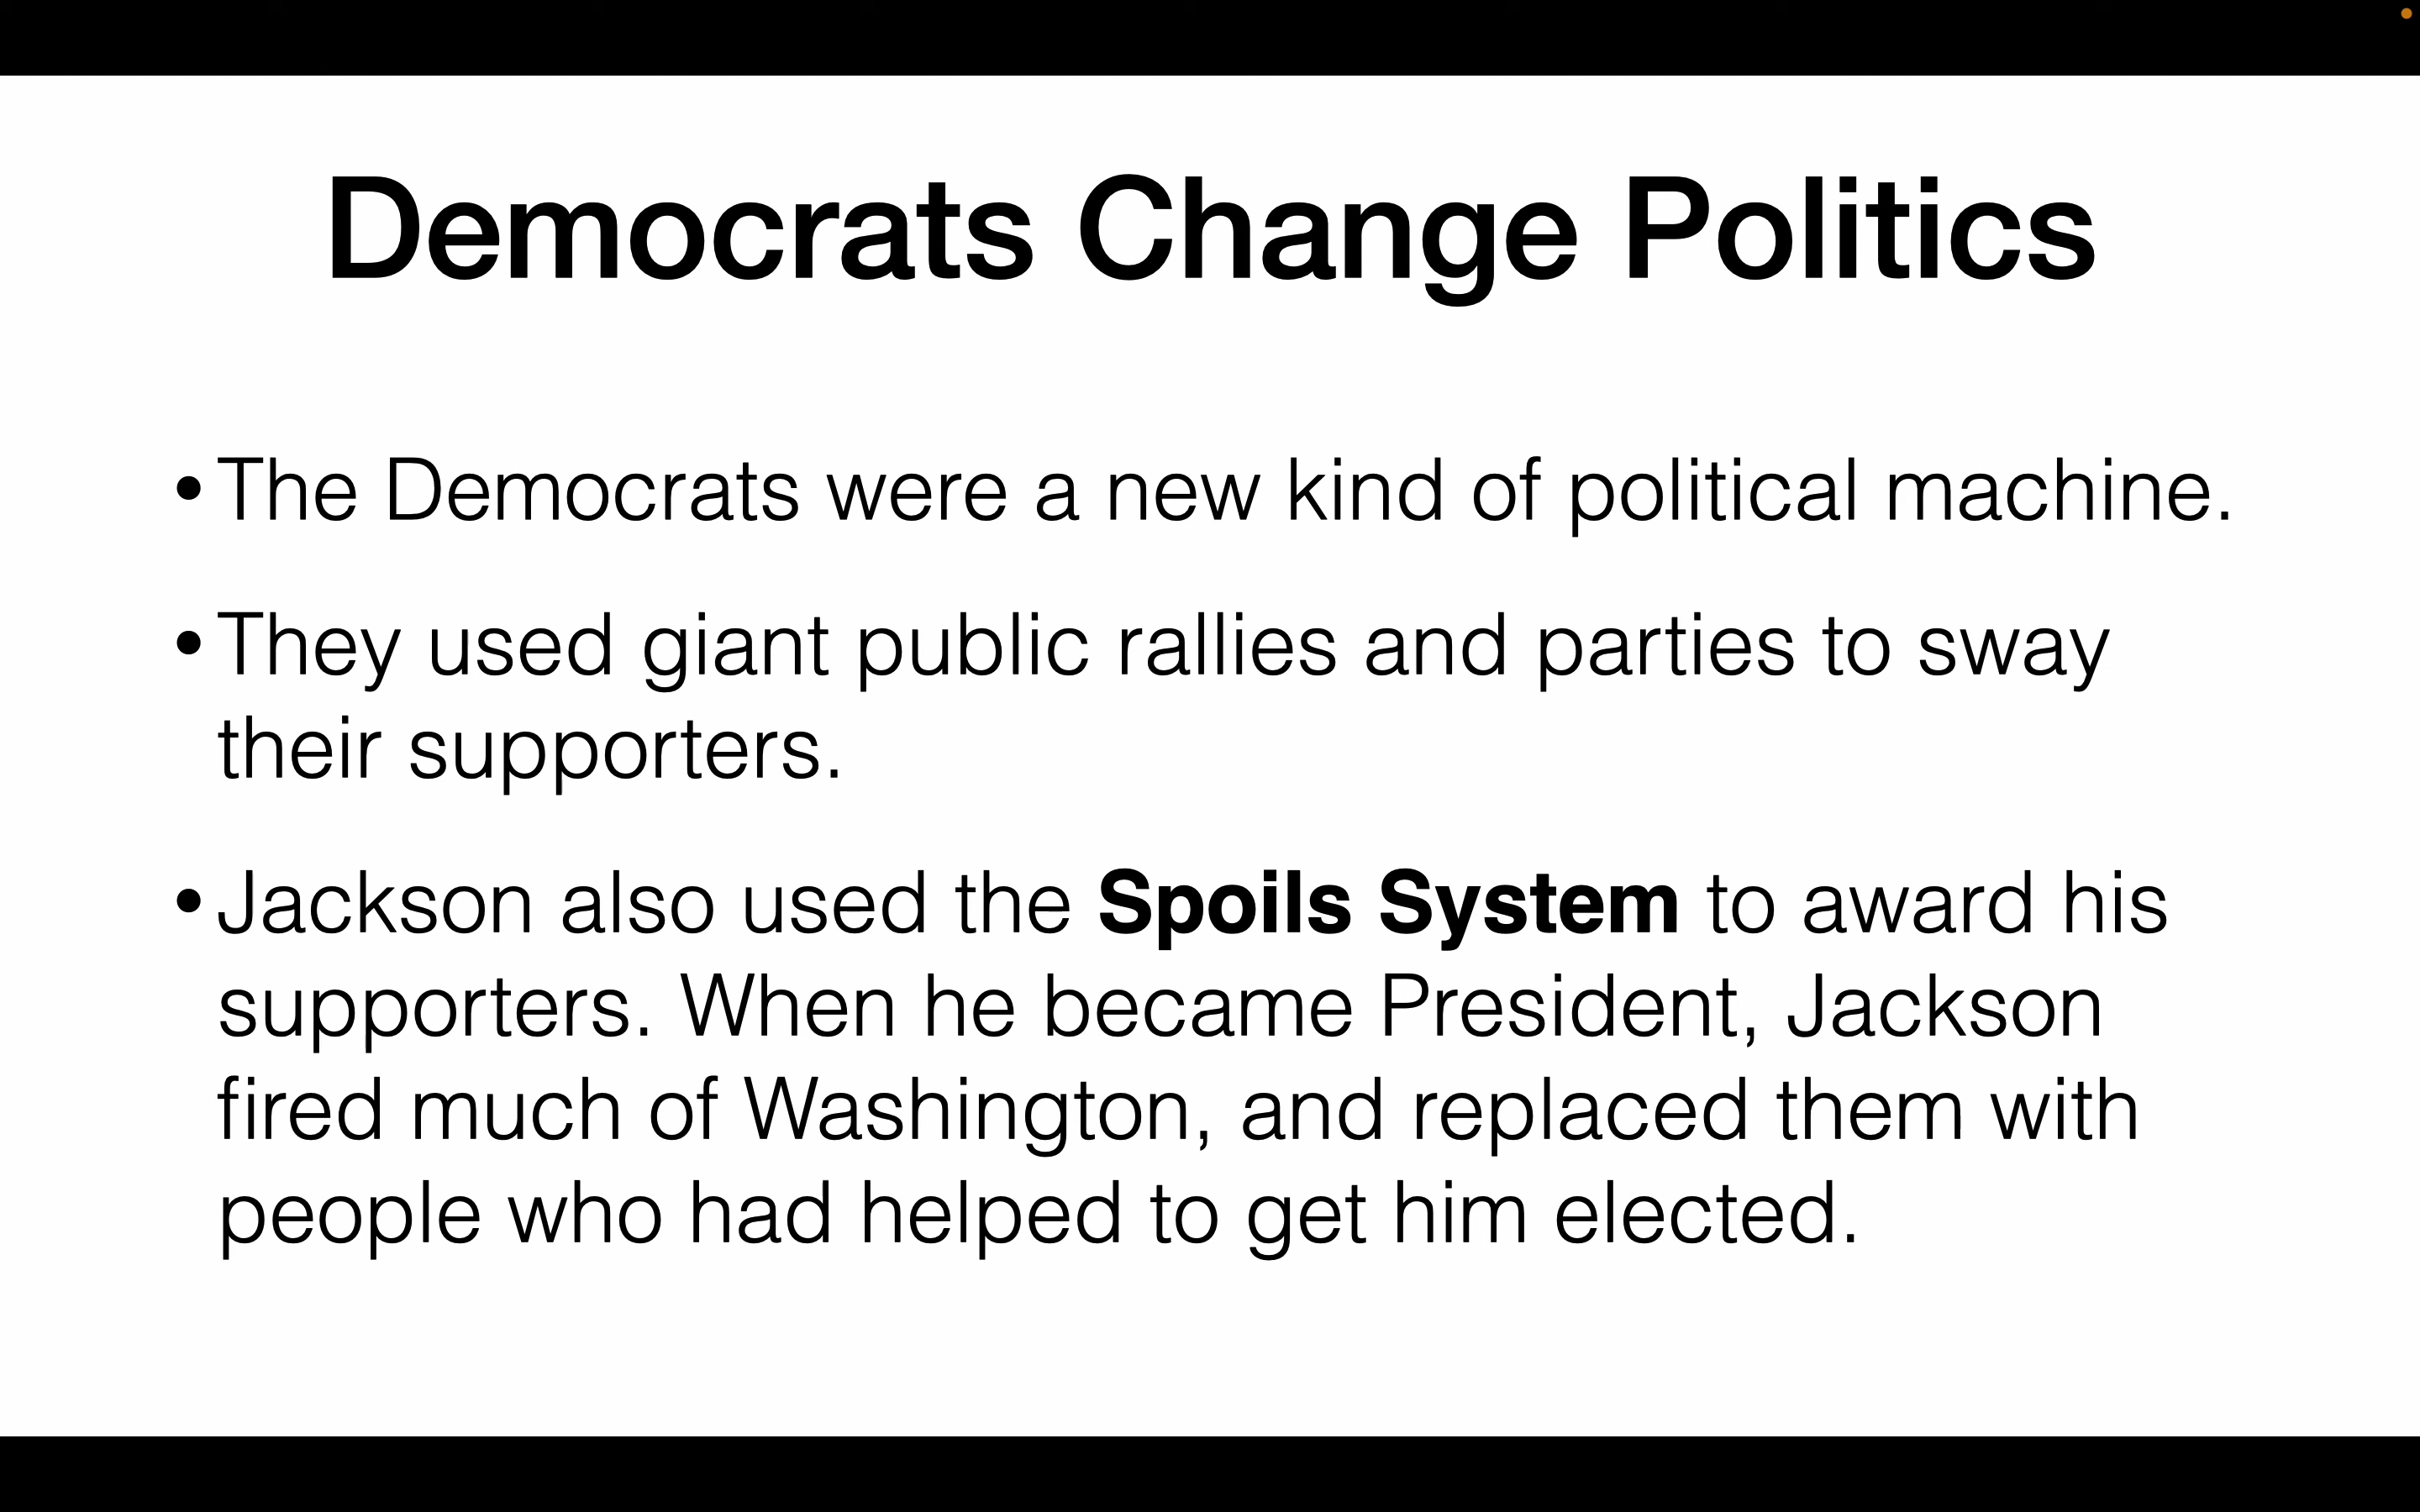 Democrats Change Politics
• The Democrats were a new kind of political machine.
• They used giant public rallies and parties to sway
their supporters.
• Jackson also used the Spoils System to award his
supporters. When he became President, Jackson
fired much of Washington, and replaced them with
people who had helped to get him elected.